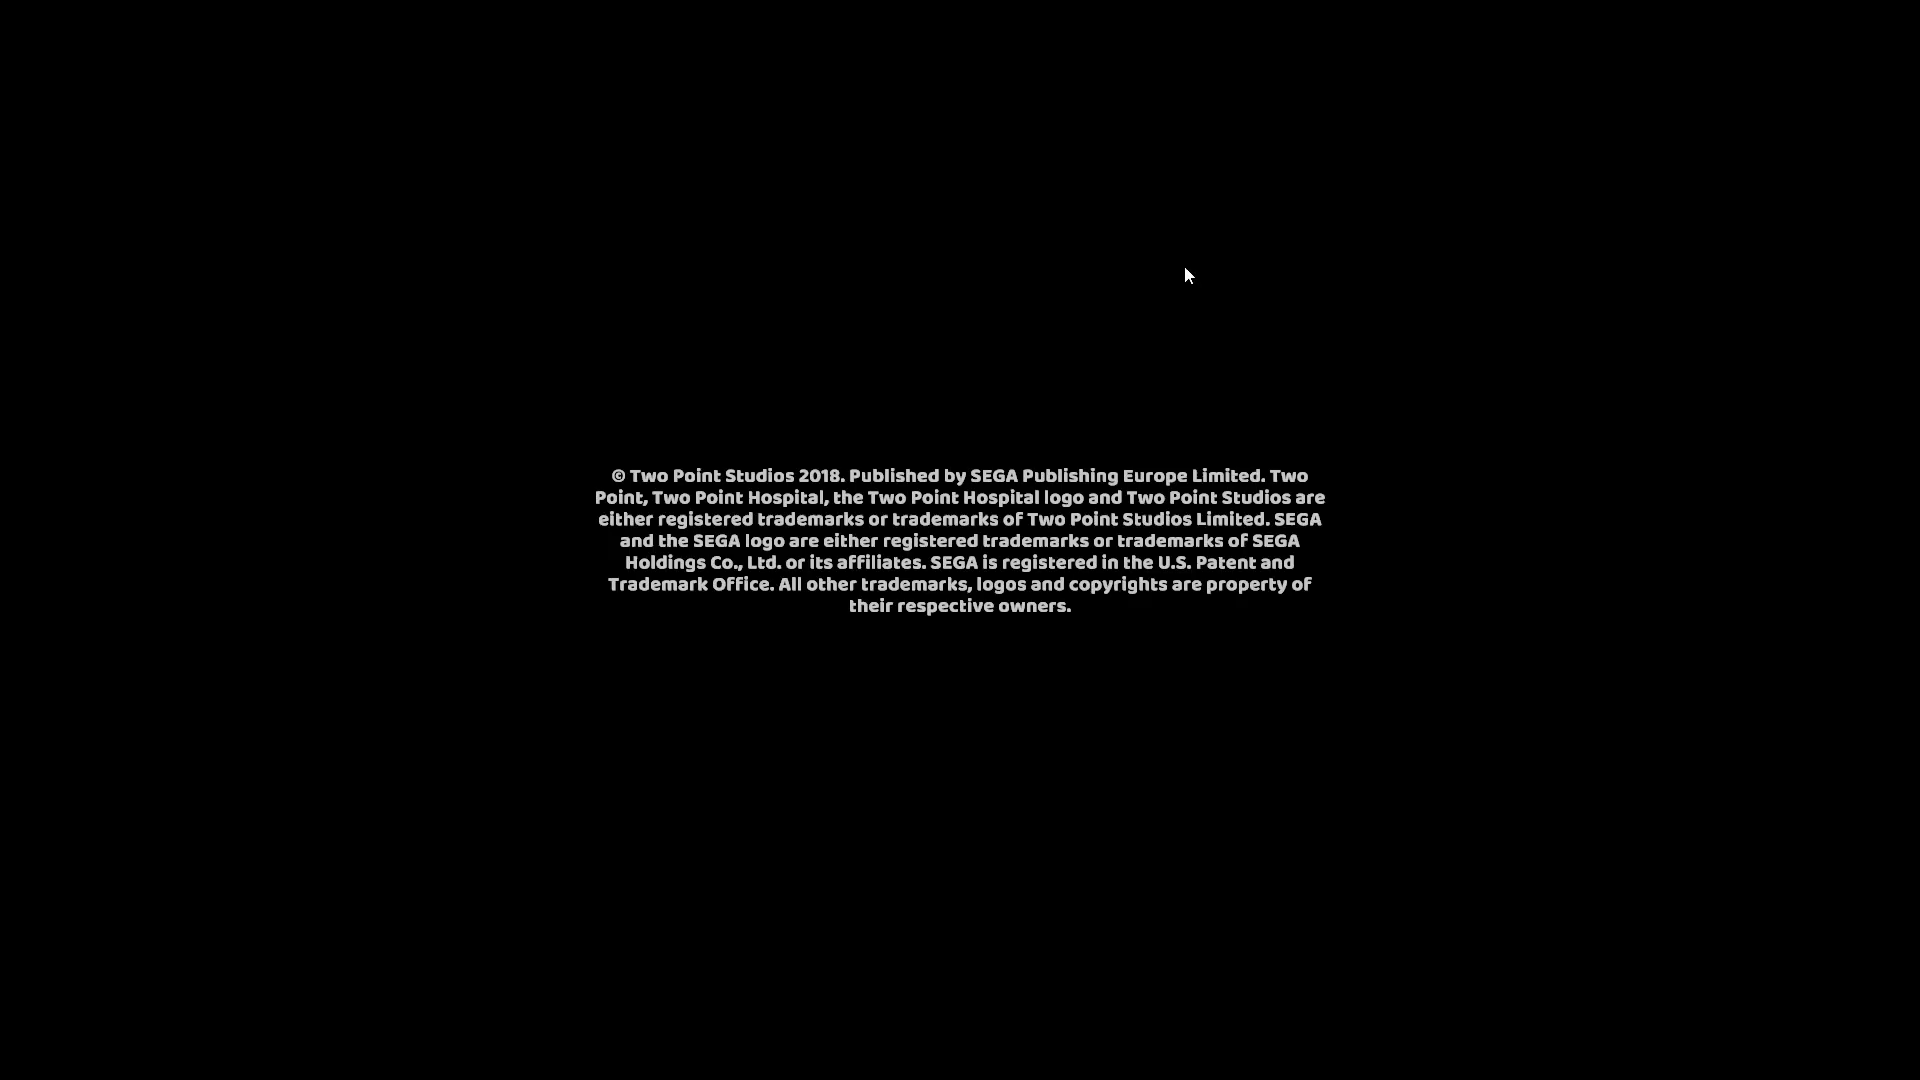 © Two Point Studios 2018. Published by SEGA Publishing Europe Limited. Two
Point, Two Point Hospital, the Two Point Hospital logo and Two Point Studios are
either registered trademarks or trademarks of Two Point Studios Limited. SEGA
and the SEGA logo are either registered trademarks or trademarks of SEGA
Holdings Co., Ltd. or its affiliates. SEGA is registered in the U.S. Patent and
Trademark Office. All other trademarks, logos and copyrights are property of
their respective owners.